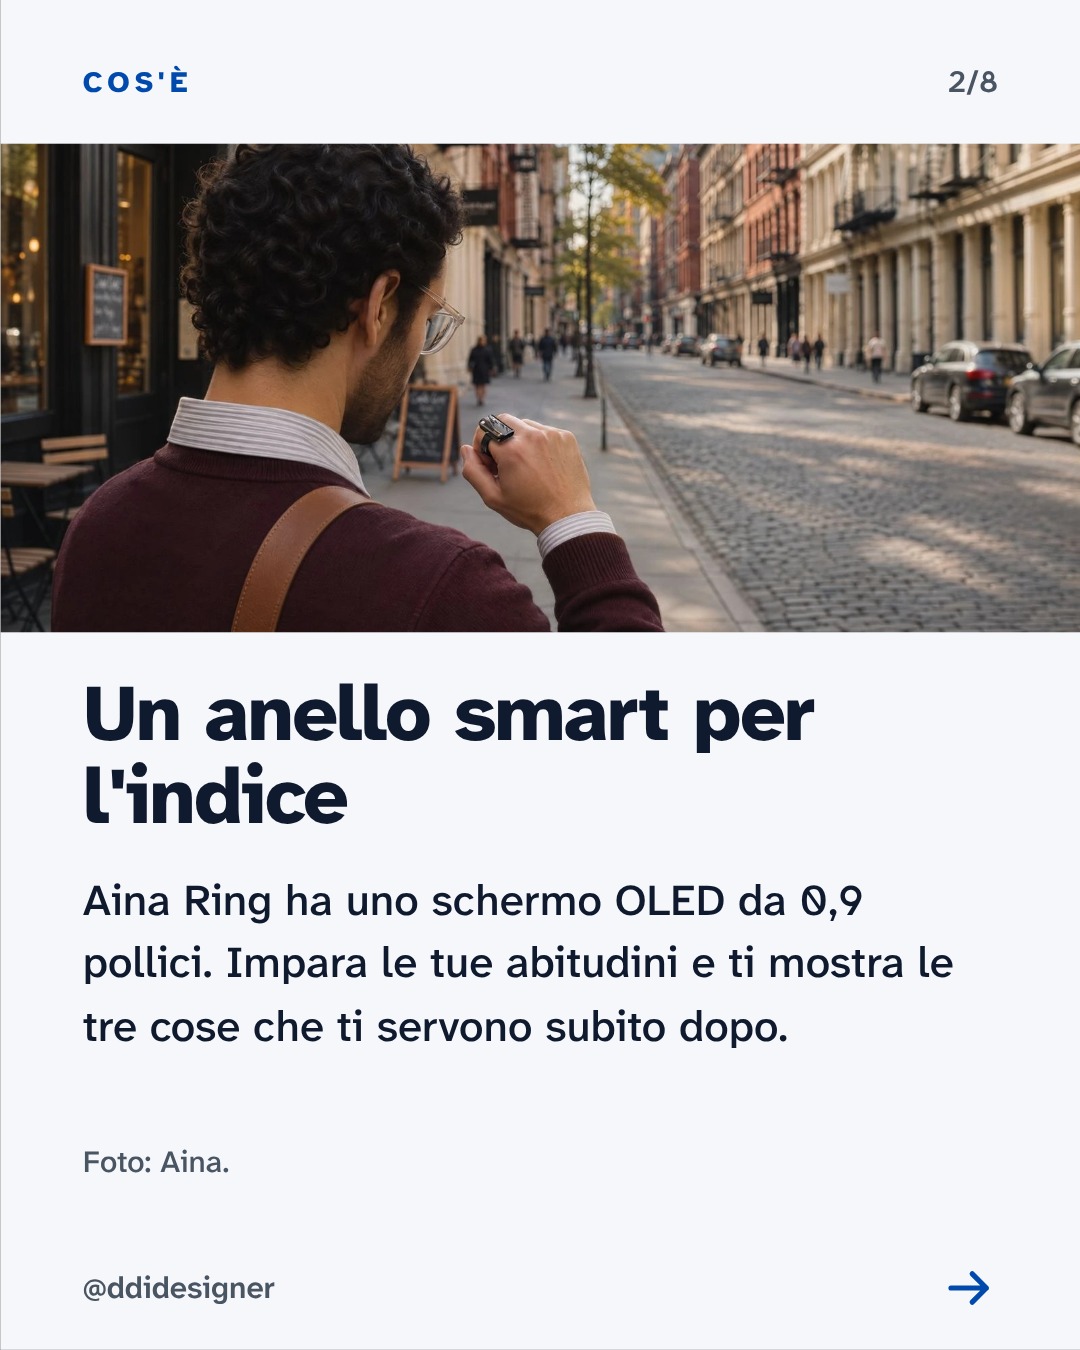 COS'È
2/8
Un anello smart per
l'indice
Aina Ring ha uno schermo OLED da 0,9
pollici. Impara le tue abitudini e ti mostra le
tre cose che ti servono subito dopo.
Foto: Aina.
@ddidesigner